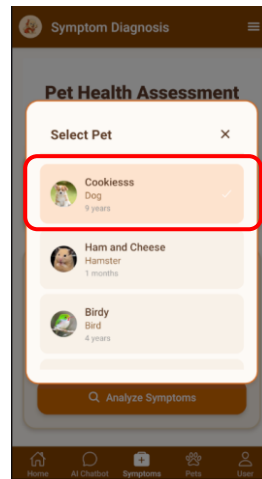 Symptom Diagnosis
Pet Health Assessment
Select Pet
Cookiesss
Dog
9 years
Ham and Cheese
Hamster
1 months
Birdy
Bird
4 years
Analyze Symptoms
Home AI Chatbot Symptoms Pets User